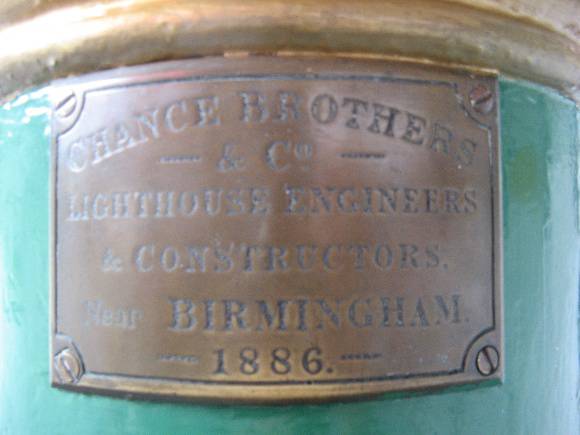 CHANCE BROTHERS
— & Co —
LIGHTHOUSE ENGINEERS
& CONSTRUCTORS.
Near BIRMINGHAM.
— 1886. —